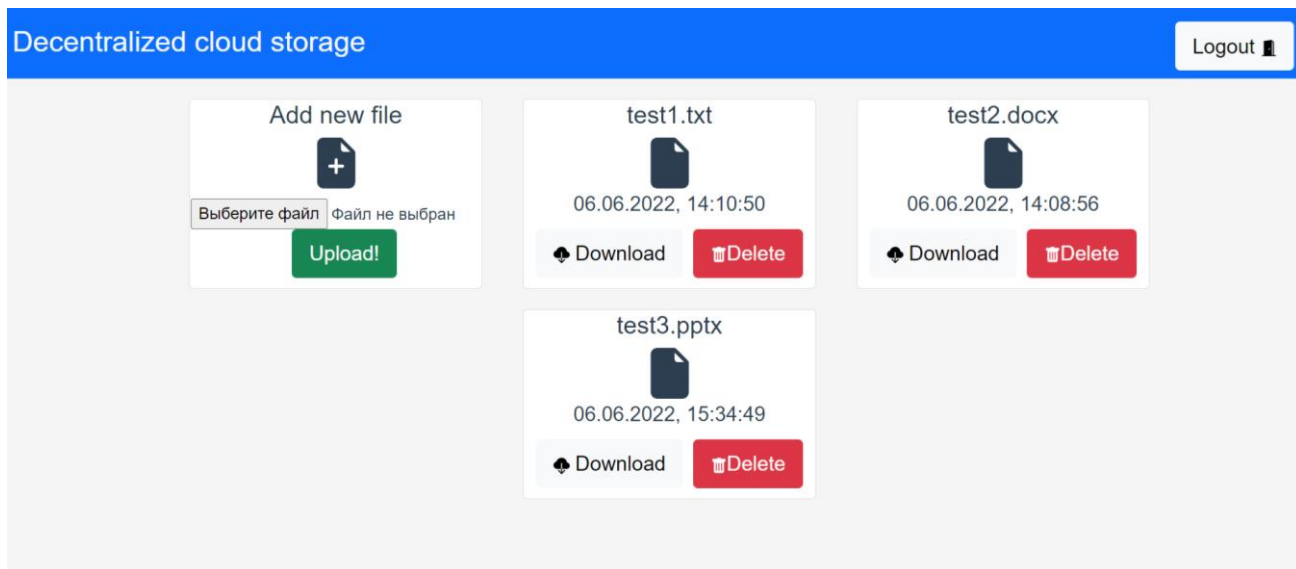 Decentralized cloud storage
Logout
Add new file
Выберите файл Файл не выбран
Upload!
test1.txt
06.06.2022, 14:10:50
Download Delete
test2.docx
06.06.2022, 14:08:56
Download Delete
test3.pptx
06.06.2022, 15:34:49
Download Delete